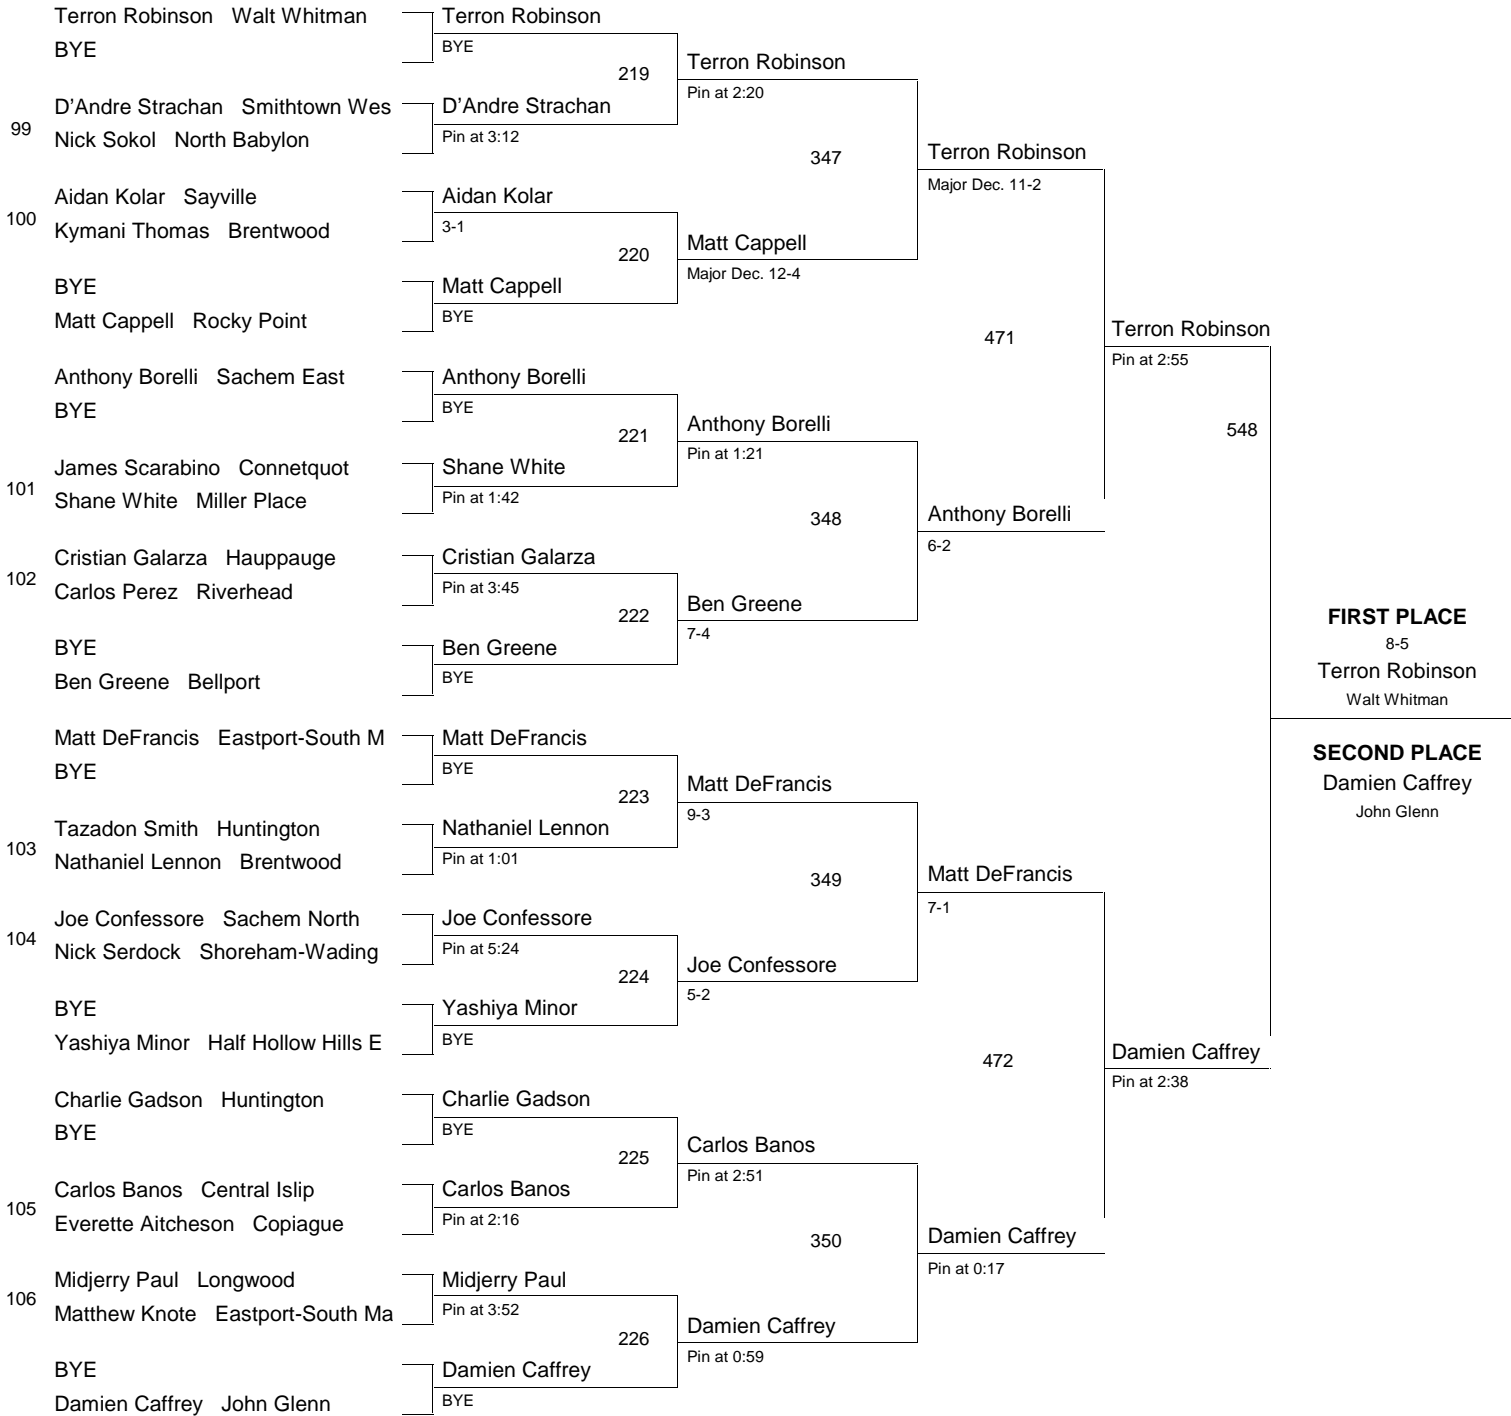 Terron Robinson Walt Whitman
BYE
99
D'Andre Strachan Smithtown Wes
Nick Sokol North Babylon
100
Aidan Kolar Sayville
Kymani Thomas Brentwood
BYE
Matt Cappell Rocky Point
Anthony Borelli Sachem East
BYE
101
James Scarabino Connetquot
Shane White Miller Place
102
Cristian Galarza Hauppauge
Carlos Perez Riverhead
BYE
Ben Greene Bellport
Matt DeFrancis Eastport-South M
BYE
103
Tazadon Smith Huntington
Nathaniel Lennon Brentwood
104
Joe Confessore Sachem North
Nick Serdock Shoreham-Wading
BYE
Yashiya Minor Half Hollow Hills E
Charlie Gadson Huntington
BYE
105
Carlos Banos Central Islip
Everette Aitcheson Copiague
106
Midjerry Paul Longwood
Matthew Knote Eastport-South Ma
BYE
Damien Caffrey John Glenn
Terron Robinson
BYE
219
D'Andre Strachan
Pin at 3:12
Aidan Kolar
3-1
220
Matt Cappell
BYE
Anthony Borelli
BYE
221
Shane White
Pin at 1:42
Cristian Galarza
Pin at 3:45
222
Ben Greene
BYE
Matt DeFrancis
BYE
223
Nathaniel Lennon
Pin at 1:01
Joe Confessore
Pin at 5:24
224
Yashiya Minor
BYE
Charlie Gadson
BYE
225
Carlos Banos
Pin at 2:16
Midjerry Paul
Pin at 3:52
226
Damien Caffrey
BYE
Terron Robinson
Pin at 2:20
347
Matt Cappell
Major Dec. 12-4
Anthony Borelli
Pin at 1:21
348
Ben Greene
7-4
Matt DeFrancis
9-3
349
Joe Confessore
5-2
Carlos Banos
Pin at 2:51
350
Damien Caffrey
Pin at 0:59
Terron Robinson
Major Dec. 11-2
471
Anthony Borelli
6-2
Matt DeFrancis
7-1
472
Damien Caffrey
Pin at 0:17
Terron Robinson
Pin at 2:55
548
Damien Caffrey
Pin at 2:38
FIRST PLACE
8-5
Terron Robinson
Walt Whitman
SECOND PLACE
Damien Caffrey
John Glenn